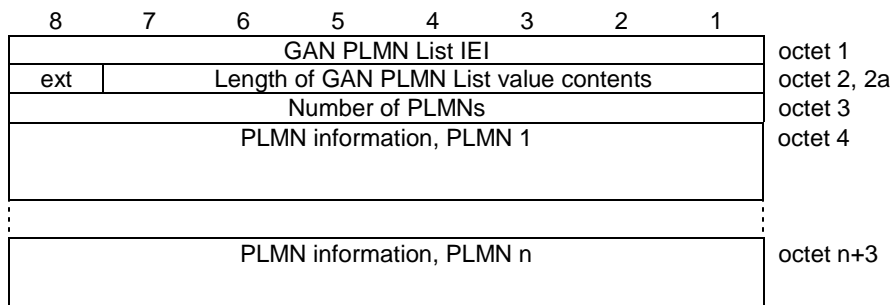 8 7 6 5 4 3 2 1
GAN PLMN List IEI octet 1
ext Length of GAN PLMN List value contents octet 2, 2a
Number of PLMNs octet 3
PLMN information, PLMN 1 octet 4
PLMN information, PLMN n octet n+3